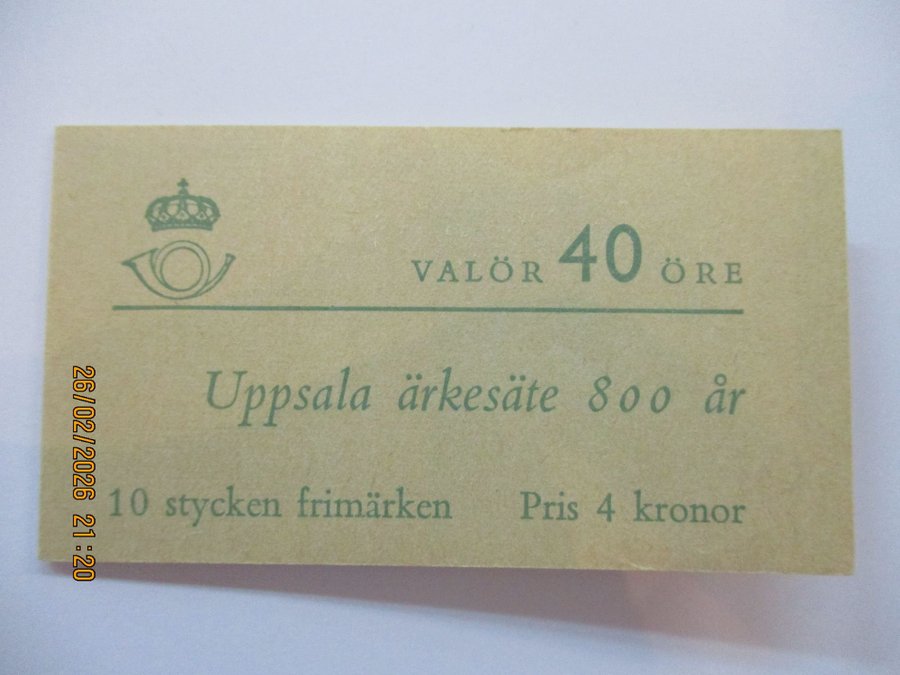 VALÖR 40 ÖRE
Uppsala ärkesäte 800 år
10 stycken frimärken Pris 4 kronor
26/02/2026 21:20